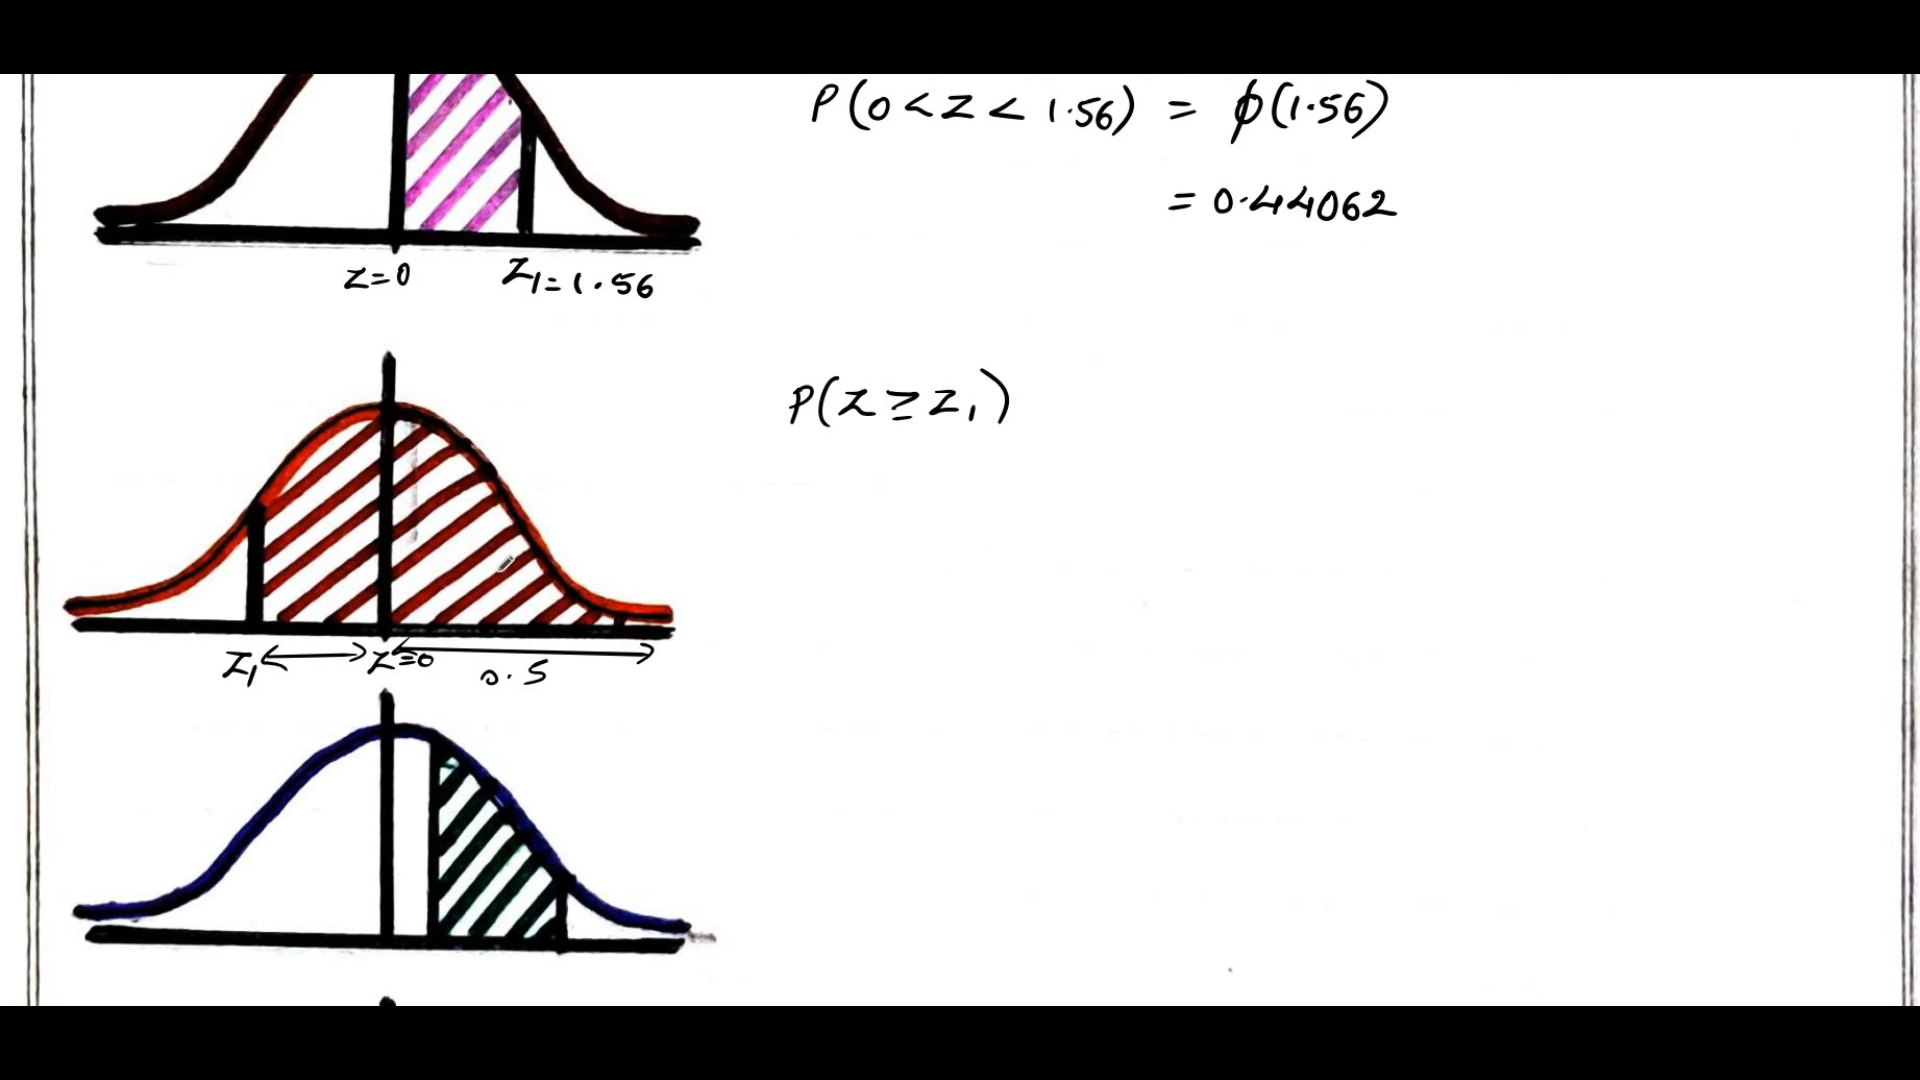 P(0 < Z < 1.56) = φ(1.56)
= 0.44062
Z=0
Z₁=1.56
P(Z ≥ Z₁)
Z₁
Z=0
0.5